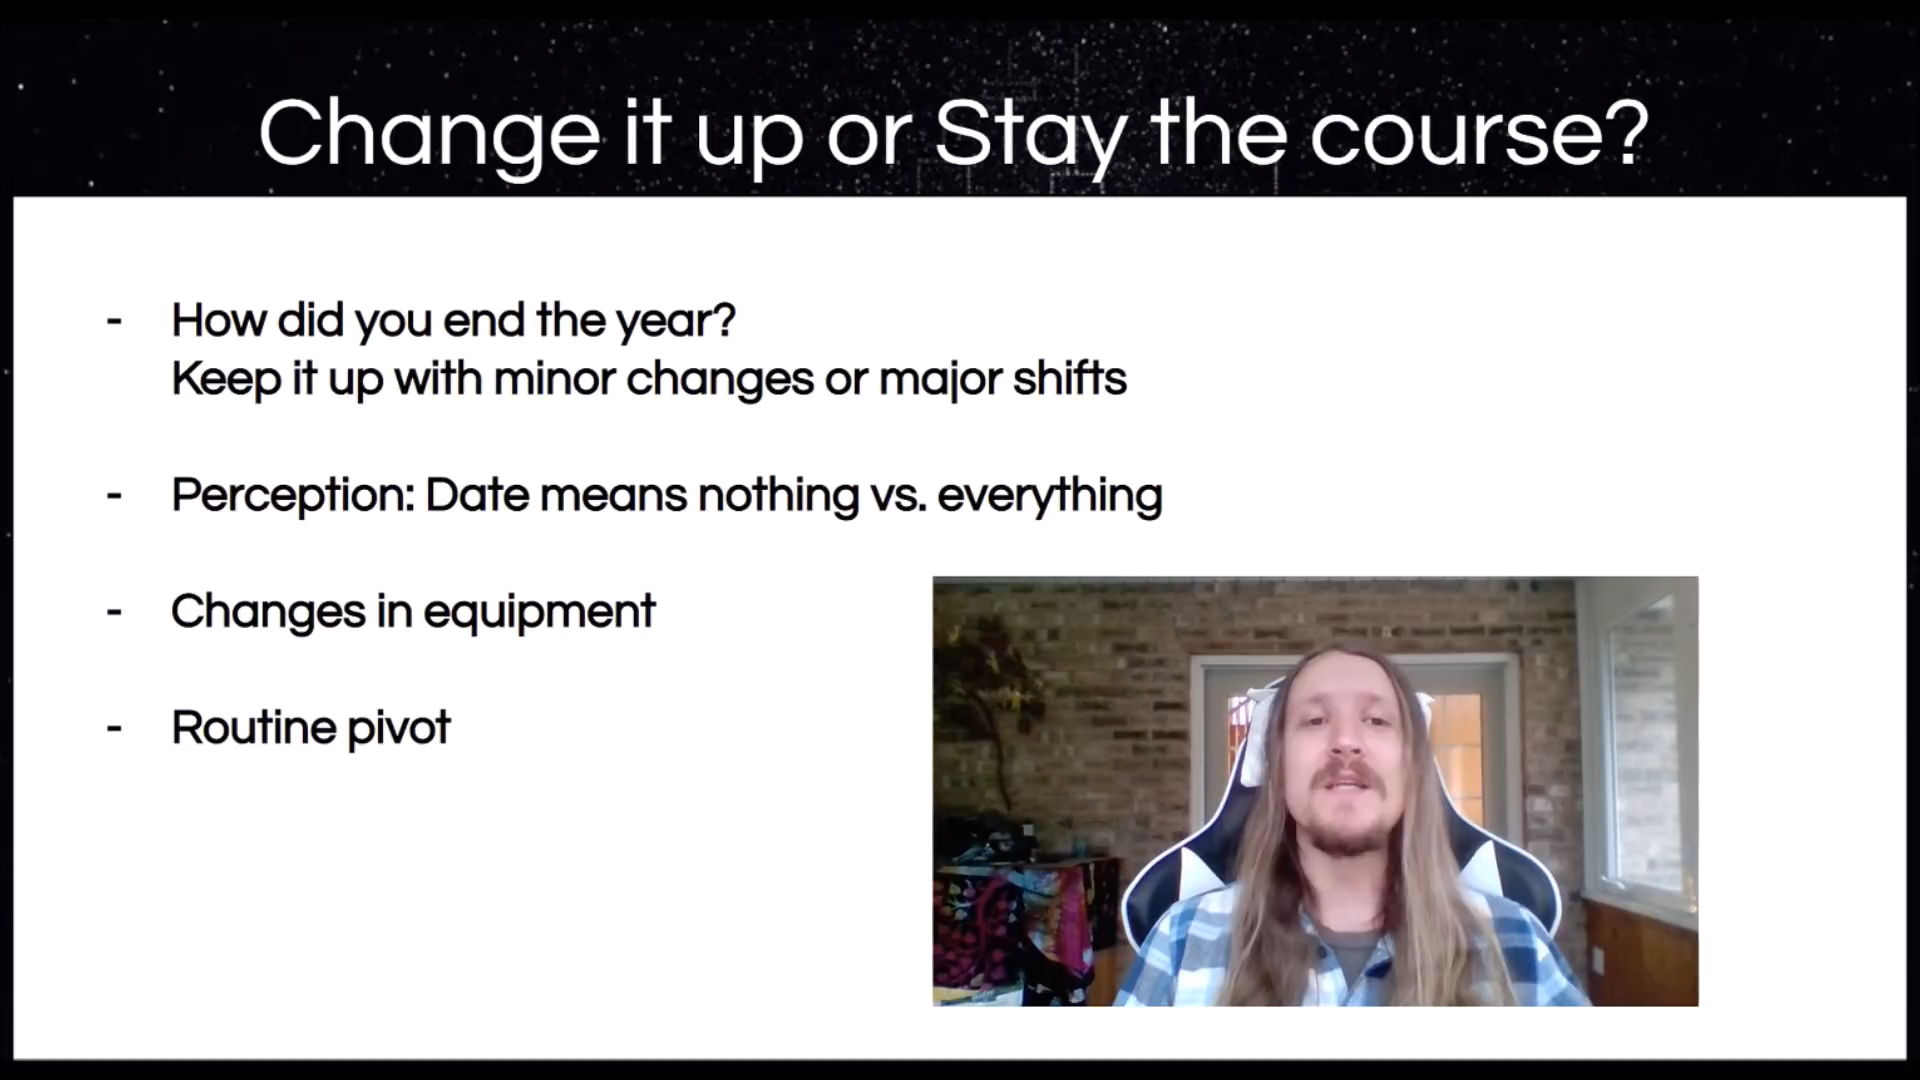 Change it up or Stay the course?
- How did you end the year?
Keep it up with minor changes or major shifts
- Perception: Date means nothing vs. everything
- Changes in equipment
- Routine pivot